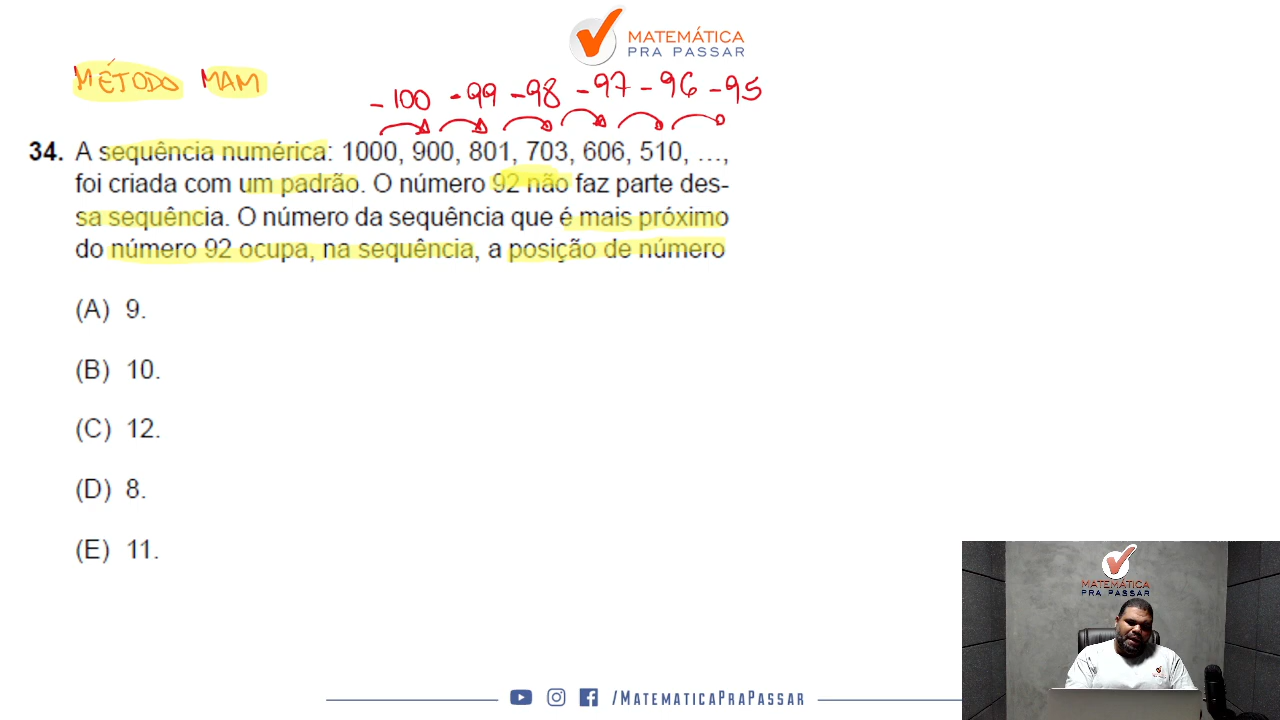 MATEMÁTICA
PRA PASSAR
MÉTODO MAM
-100 -99 -98 -97 -96 -95
34. A sequência numérica: 1000, 900, 801, 703, 606, 510, ...,
foi criada com um padrão. O número 92 não faz parte des-
sa sequência. O número da sequência que é mais próximo
do número 92 ocupa, na sequência, a posição de número
(A) 9.
(B) 10.
(C) 12.
(D) 8.
(E) 11.
MATEMÁTICA
PRA PASSAR
/MATEMATICAPRAPASSAR